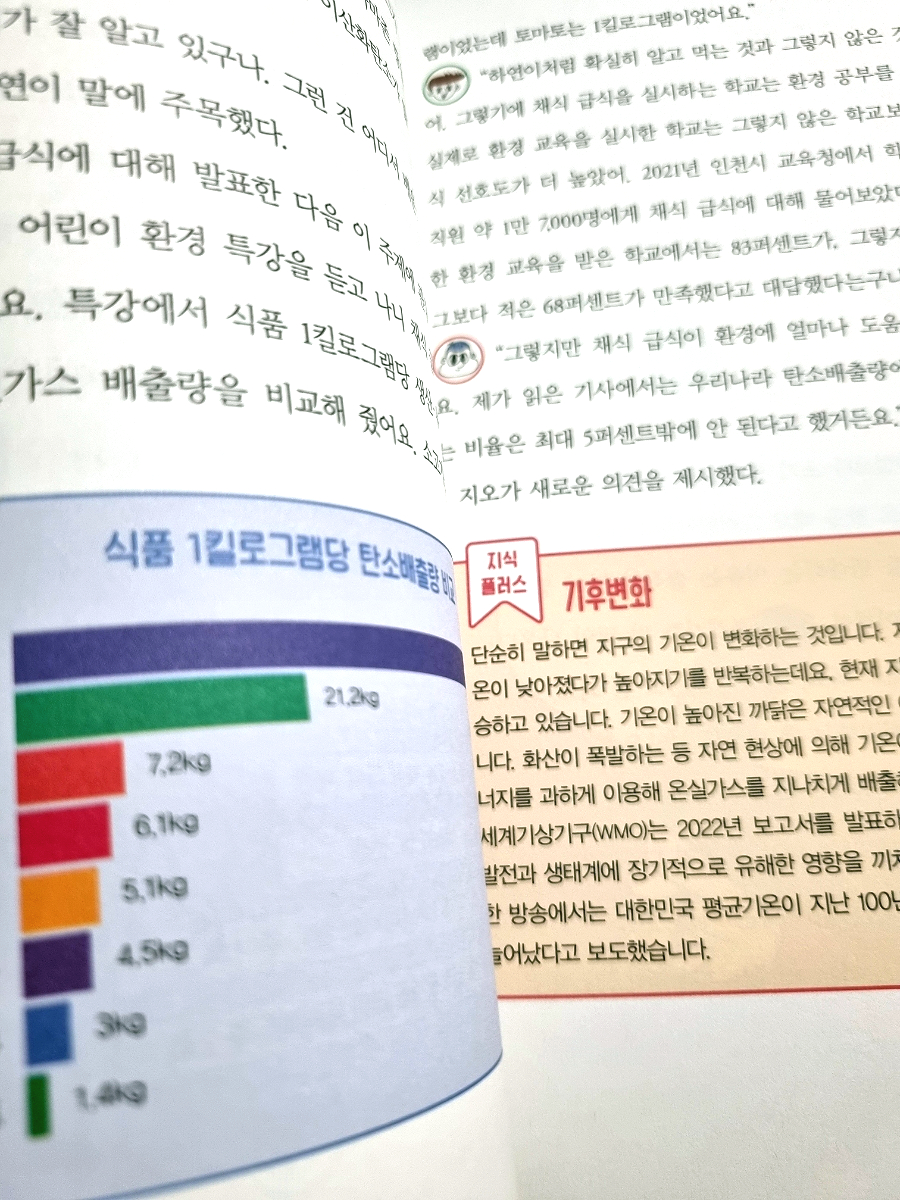 가 잘 알고 있구나. 그런 건 어디서
연이 말에 주목했다.
급식에 대해 발표한 다음 이 주제에
어린이 환경 특강을 듣고 나니 채식
요. 특강에서 식품 1킬로그램당 생산
가스 배출량을 비교해 줬어요. 소고
식품 1킬로그램당 탄소배출량 비교
21.2kg
7.2kg
6.1kg
5.1kg
4.5kg
3kg
1.4kg
램이었는데 토마토는 1킬로그램이었어요.”
“하연이처럼 확실히 알고 먹는 것과 그렇지 않은 것
어. 그렇기에 채식 급식을 실시하는 학교는 환경 공부를
실제로 환경 교육을 실시한 학교는 그렇지 않은 학교보
식 선호도가 더 높았어. 2021년 인천시 교육청에서 학
직원 약 1만 7,000명에게 채식 급식에 대해 물어보았더
한 환경 교육을 받은 학교에서는 83퍼센트가, 그렇지
그보다 적은 68퍼센트가 만족했다고 대답했다는구나
“그렇지만 채식 급식이 환경에 얼마나 도움
요. 제가 읽은 기사에서는 우리나라 탄소배출량에
는 비율은 최대 5퍼센트밖에 안 된다고 했거든요.”
지오가 새로운 의견을 제시했다.
지식
플러스
기후변화
단순히 말하면 지구의 기온이 변화하는 것입니다. 지
온이 낮아졌다가 높아지기를 반복하는데요, 현재 지
승하고 있습니다. 기온이 높아진 까닭은 자연적인
니다. 화산이 폭발하는 등 자연 현상에 의해 기온이
너지를 과하게 이용해 온실가스를 지나치게 배출하
세계기상기구(WMO)는 2022년 보고서를 발표하
발전과 생태계에 장기적으로 유해한 영향을 끼치
한 방송에서는 대한민국 평균기온이 지난 100년
늘어났다고 보도했습니다.